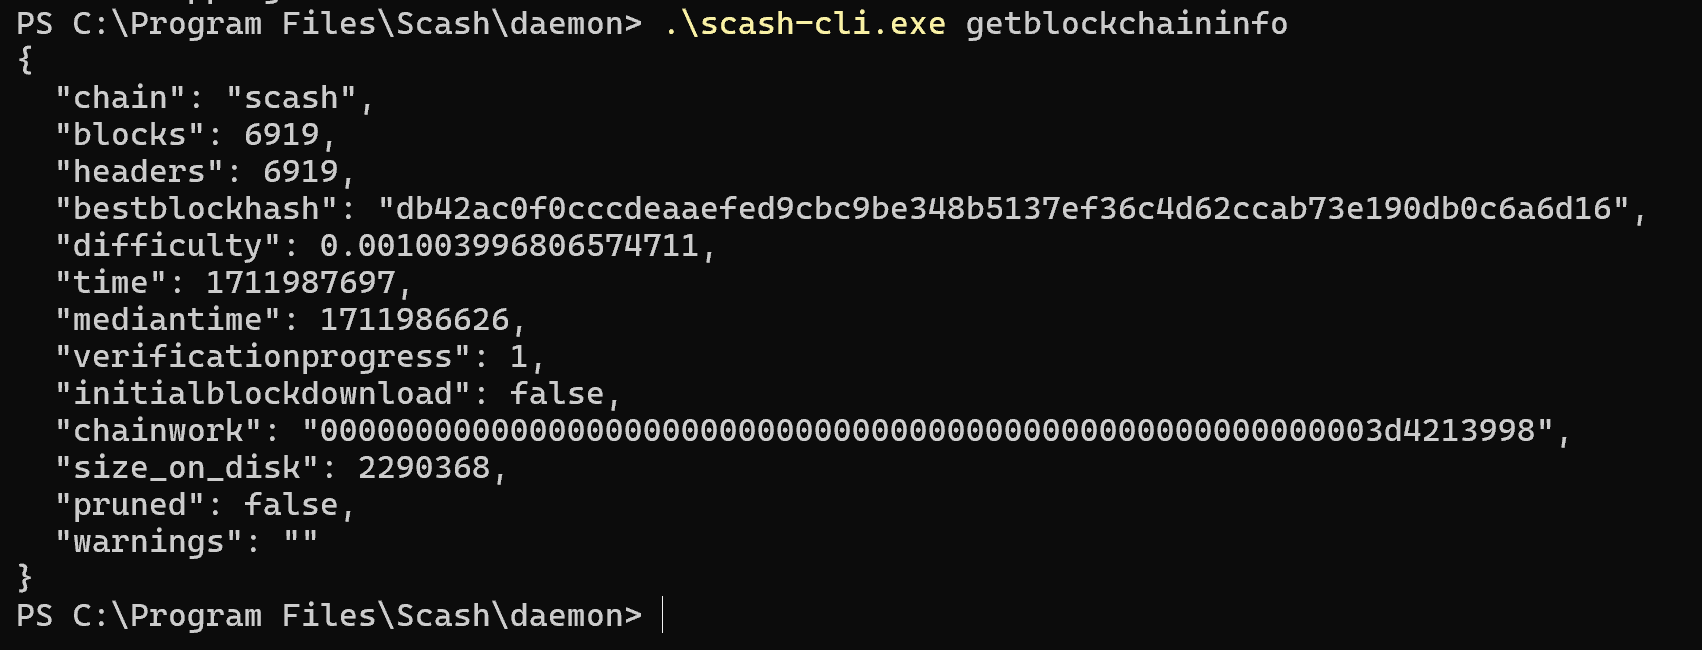 PS C:\Program Files\Scash\daemon> .\scash-cli.exe getblockchaininfo
{
  "chain": "scash",
  "blocks": 6919,
  "headers": 6919,
  "bestblockhash": "db42ac0f0cccdeaaefed9cbc9be348b5137ef36c4d62ccab73e190db0c6a6d16",
  "difficulty": 0.001003996806574711,
  "time": 1711987697,
  "mediantime": 1711986626,
  "verificationprogress": 1,
  "initialblockdownload": false,
  "chainwork": "0000000000000000000000000000000000000000000000000000003d4213998",
  "size_on_disk": 2290368,
  "pruned": false,
  "warnings": ""
}
PS C:\Program Files\Scash\daemon>